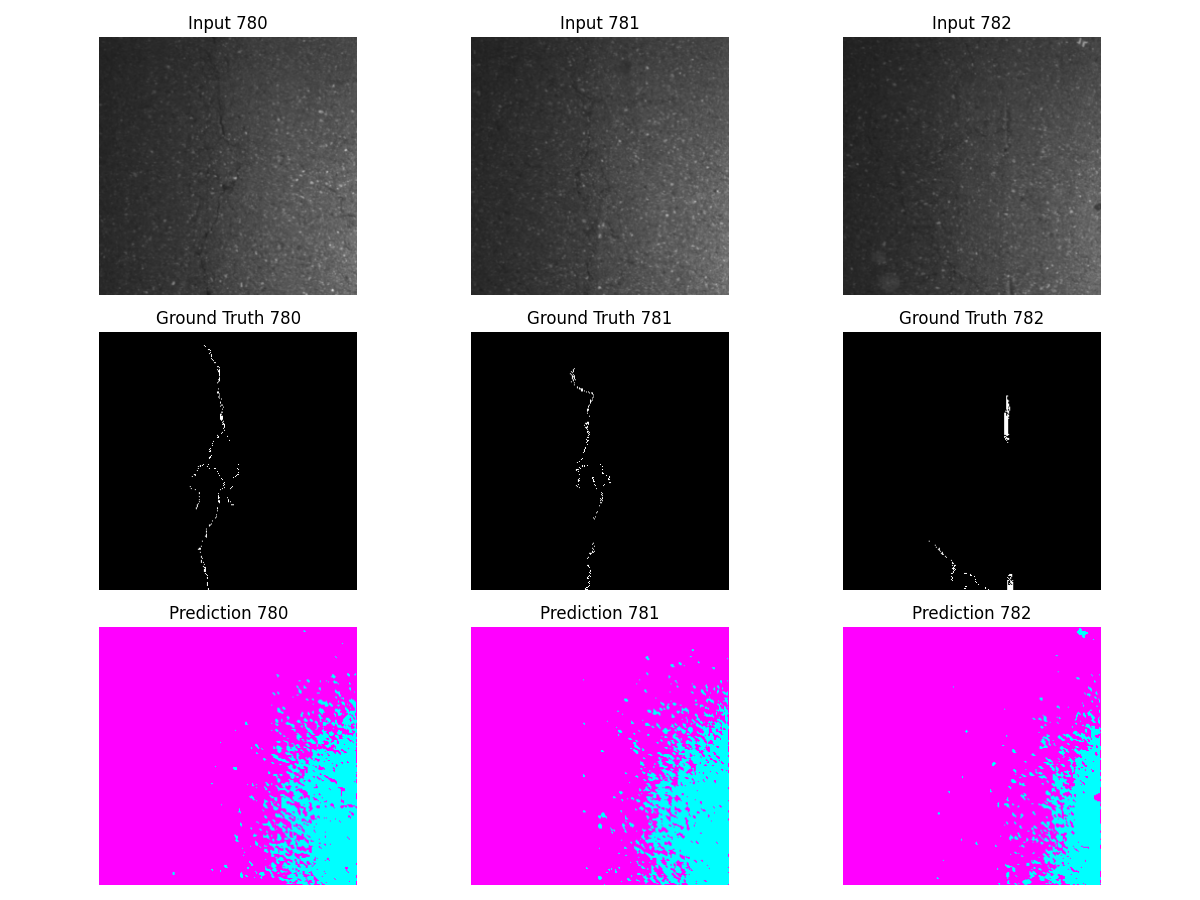 Input 780
Input 781
Input 782
Ground Truth 780
Ground Truth 781
Ground Truth 782
Prediction 780
Prediction 781
Prediction 782